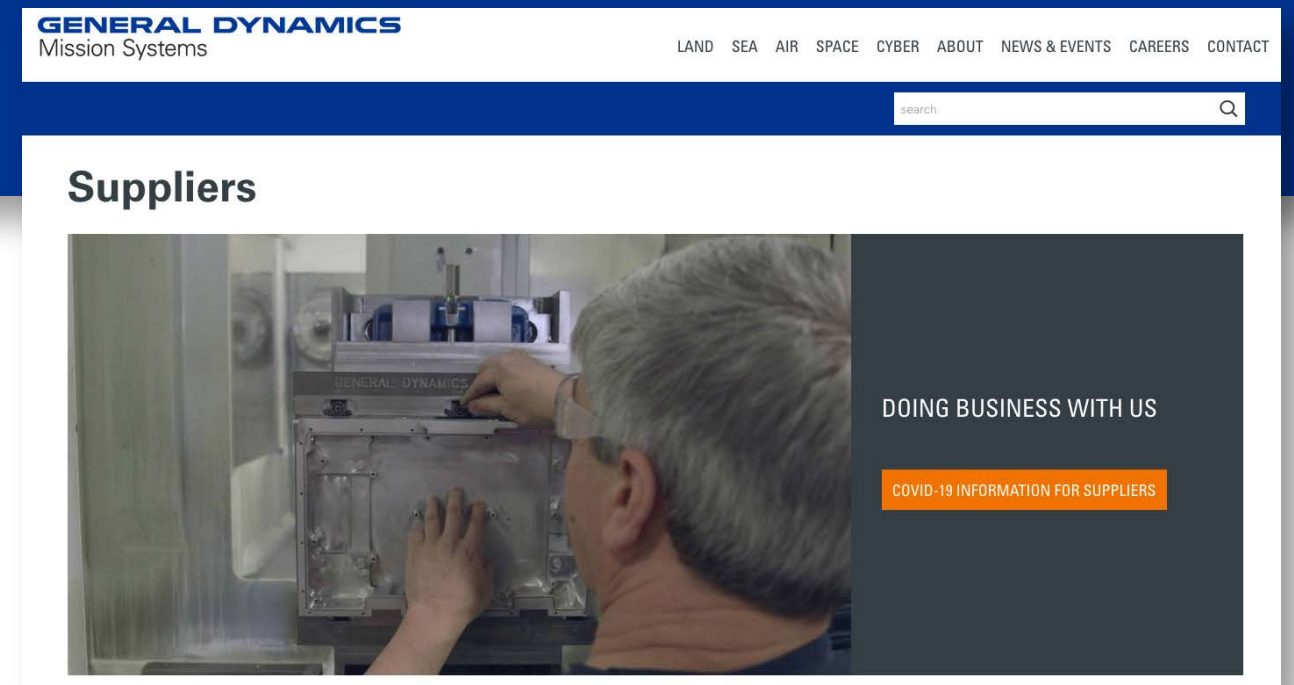 GENERAL DYNAMICS
Mission Systems
LAND SEA AIR SPACE CYBER ABOUT NEWS & EVENTS CAREERS CONTACT
search
Suppliers
GENERAL DYNAMICS
DOING BUSINESS WITH US
COVID-19 INFORMATION FOR SUPPLIERS